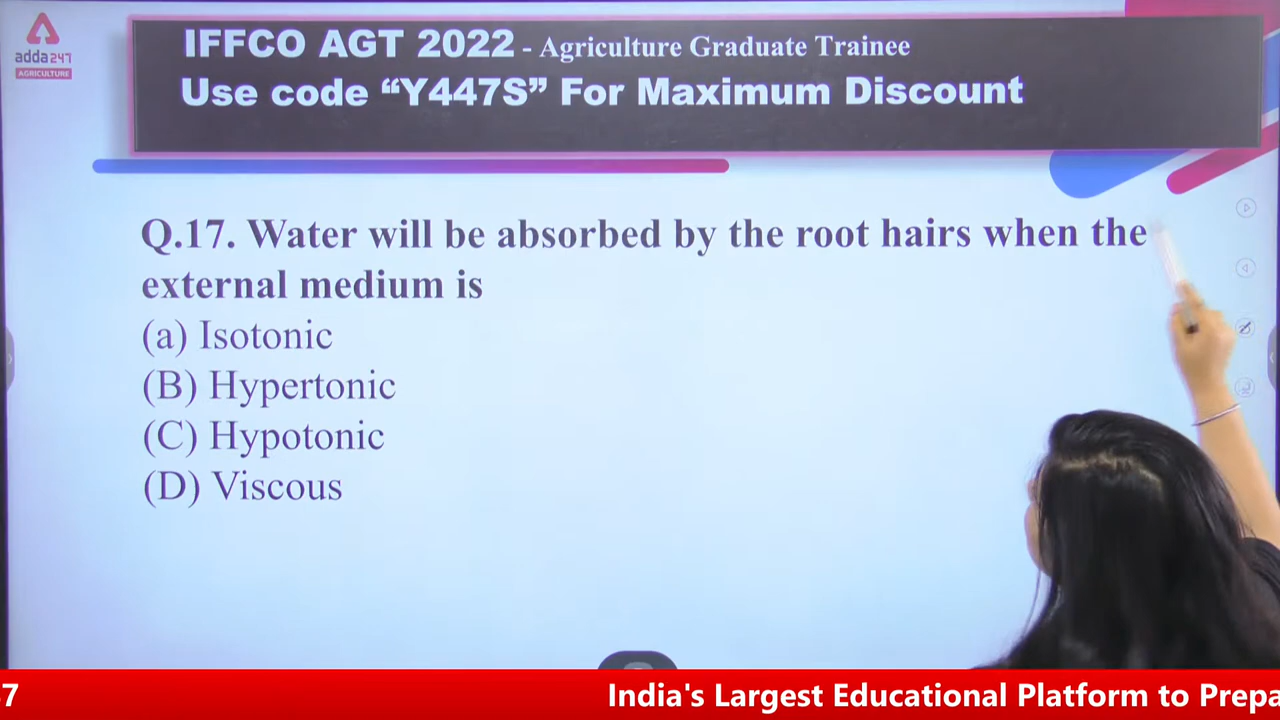 adda247
AGRICULTURE
IFFCO AGT 2022 - Agriculture Graduate Trainee
Use code “Y447S” For Maximum Discount
Q.17. Water will be absorbed by the root hairs when the
external medium is
(a) Isotonic
(B) Hypertonic
(C) Hypotonic
(D) Viscous
7
India's Largest Educational Platform to Prepa